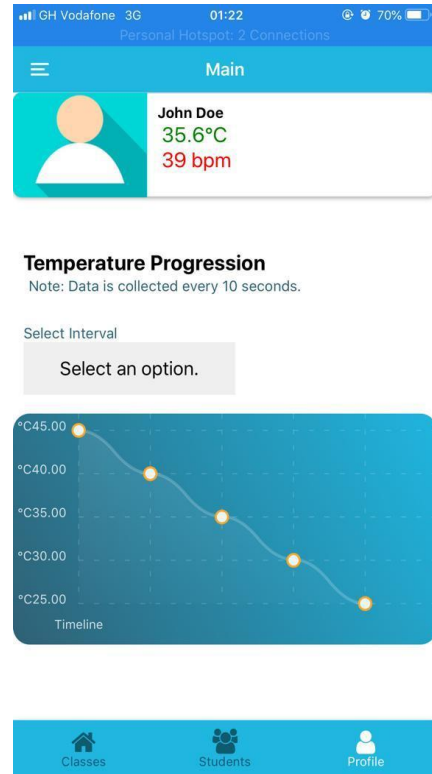 GH Vodafone 3G 01:22 70%
Personal Hotspot: 2 Connections
Main
John Doe
35.6°C
39 bpm
Temperature Progression
Note: Data is collected every 10 seconds.
Select Interval
Select an option.
°C45.00
°C40.00
°C35.00
°C30.00
°C25.00
Timeline
Classes Students Profile